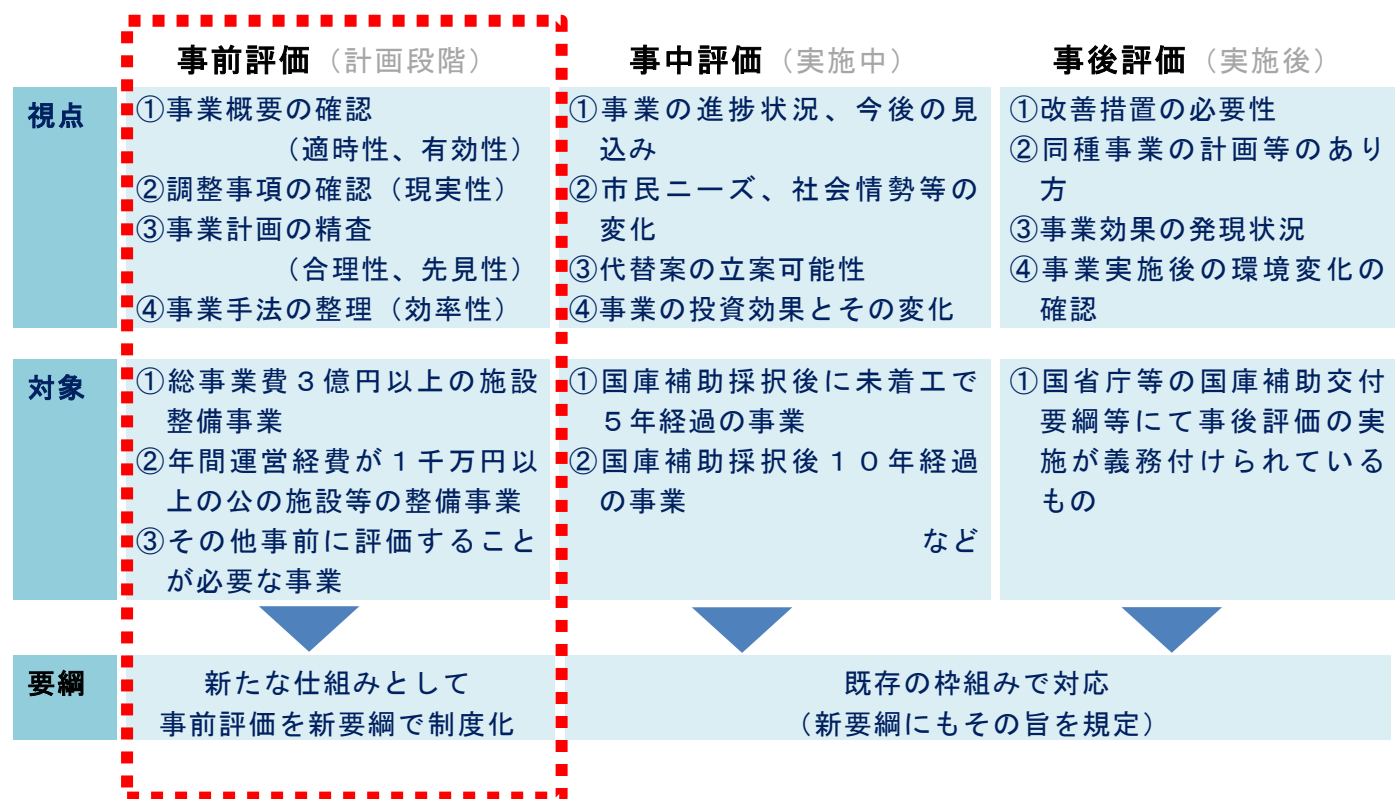 事前評価（計画段階）
事中評価（実施中）
事後評価（実施後）
視点
①事業概要の確認
（適時性、有効性）
②調整事項の確認（現実性）
③事業計画の精査
（合理性、先見性）
④事業手法の整理（効率性）
①事業の進捗状況、今後の見
込み
②市民ニーズ、社会情勢等の
変化
③代替案の立案可能性
④事業の投資効果とその変化
①改善措置の必要性
②同種事業の計画等のあり
方
③事業効果の発現状況
④事業実施後の環境変化の
確認
対象
①総事業費３億円以上の施設
整備事業
②年間運営経費が１千万円以
上の公の施設等の整備事業
③その他事前に評価すること
が必要な事業
①国庫補助採択後に未着工で
５年経過の事業
②国庫補助採択後１０年経過
の事業
など
①国省庁等の国庫補助交付
要綱等にて事後評価の実
施が義務付けられている
もの
要綱
新たな仕組みとして
事前評価を新要綱で制度化
既存の枠組みで対応
（新要綱にもその旨を規定）